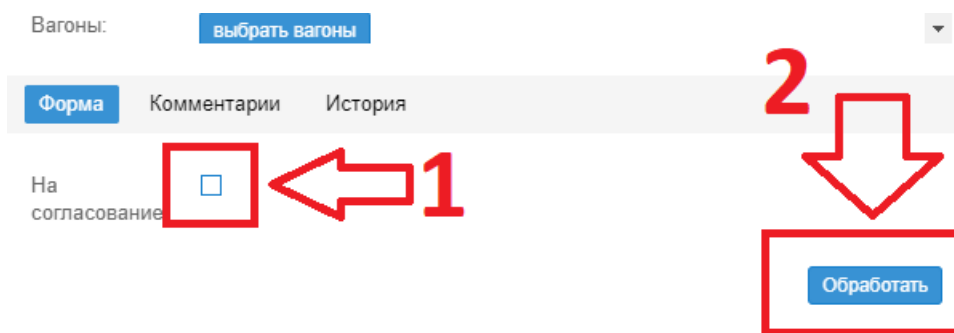 Вагоны: выбрать вагоны
2
Форма Комментарии История
1
На
согласование
Обработать